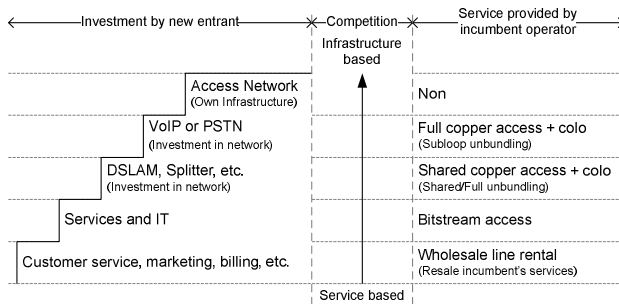 Investment by new entrant
Competition
Service provided by
incumbent operator
Infrastructure
based
Access Network
(Own Infrastructure)
Non
VoIP or PSTN
(Investment in network)
Full copper access + colo
(Subloop unbundling)
DSLAM, Splitter, etc.
(Investment in network)
Shared copper access + colo
(Shared/Full unbundling)
Services and IT
Bitstream access
Customer service, marketing, billing, etc.
Wholesale line rental
(Resale incumbent's services)
Service based